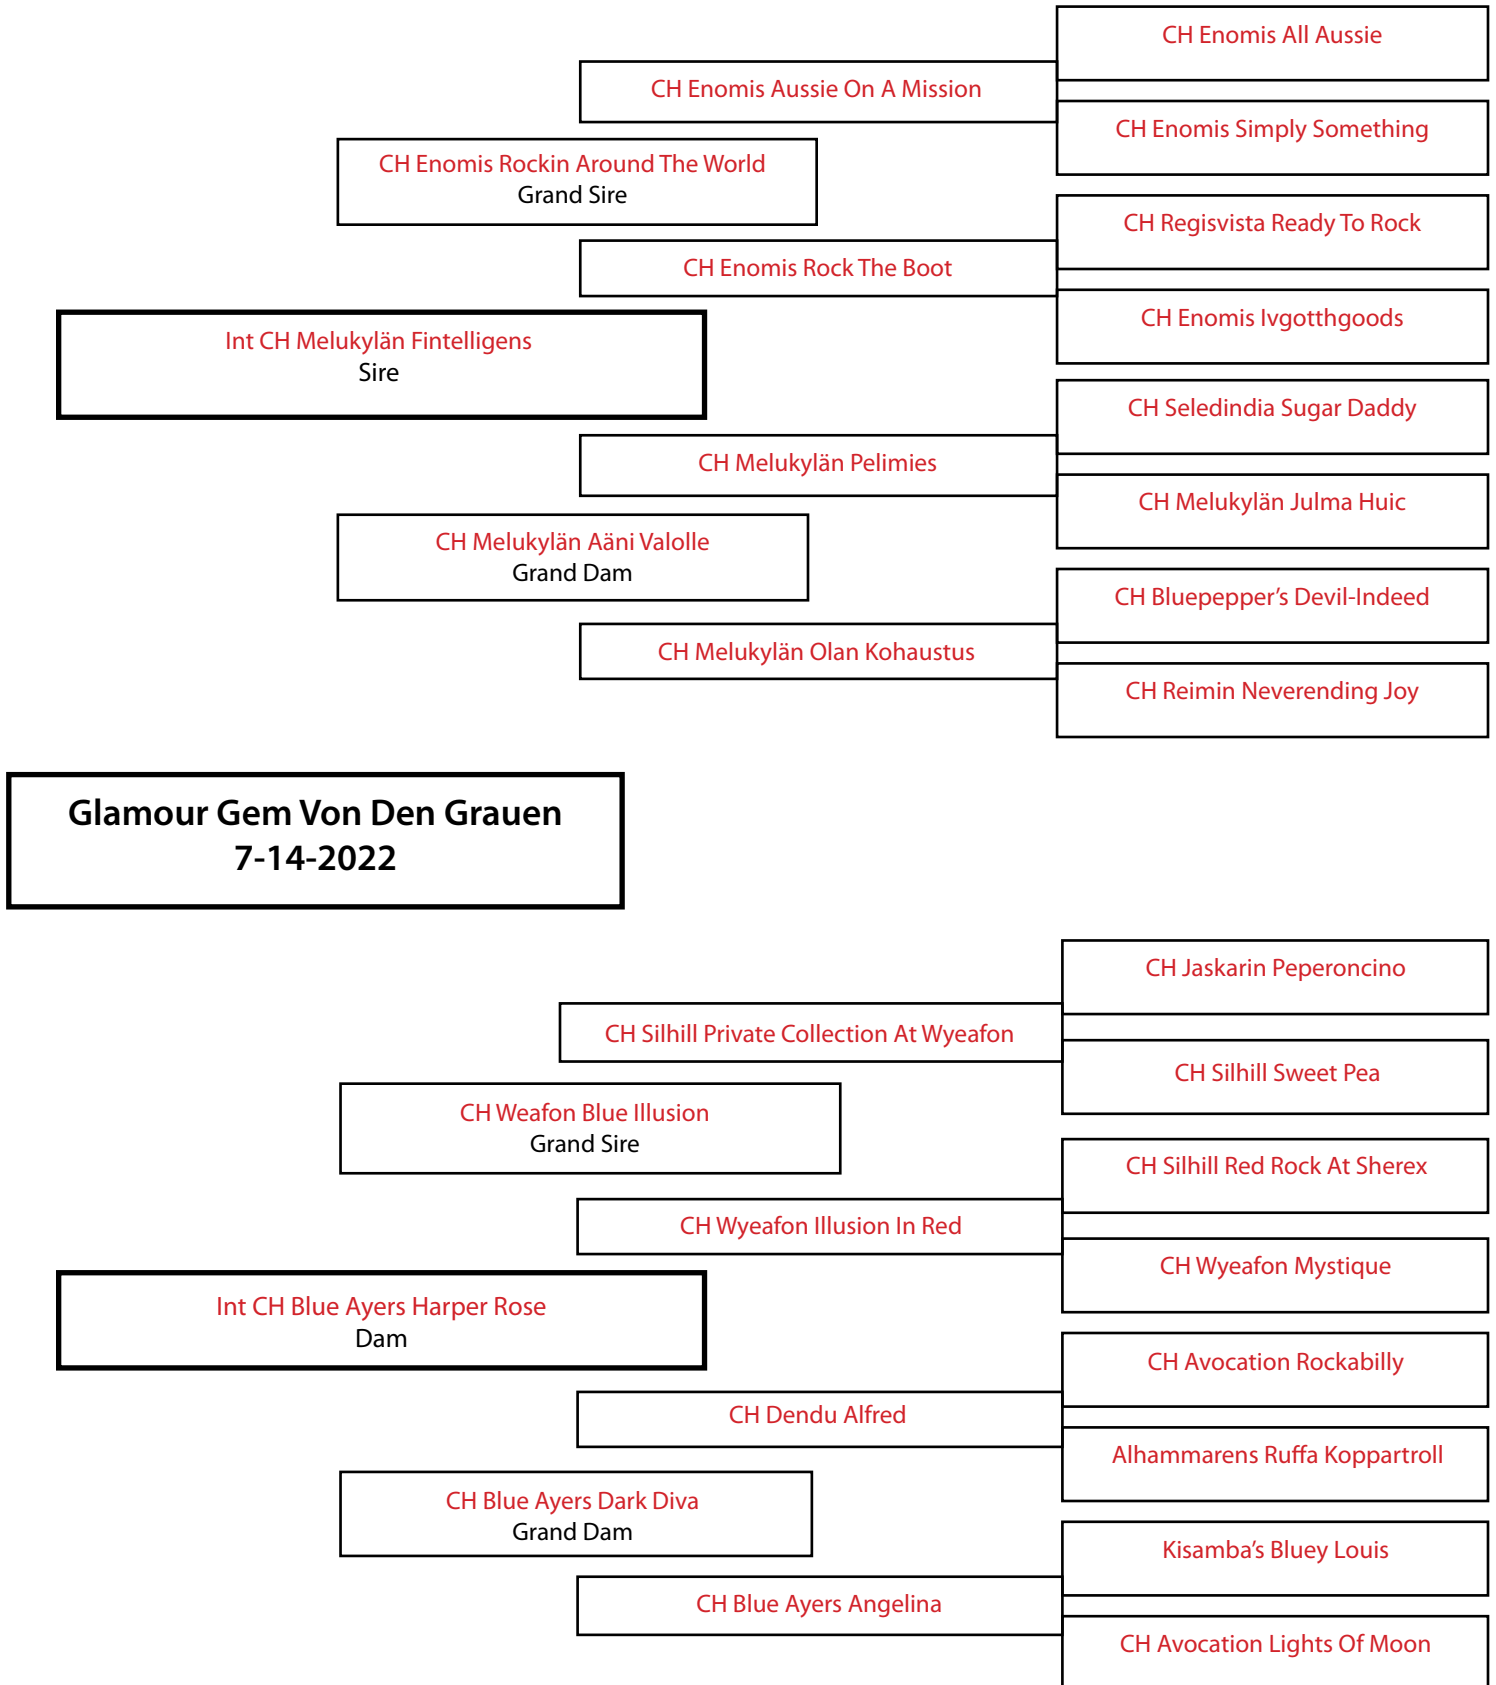 CH Enomis All Aussie
CH Enomis Aussie On A Mission
CH Enomis Simply Something
CH Enomis Rockin Around The World
Grand Sire
CH Regisvista Ready To Rock
CH Enomis Rock The Boot
CH Enomis Ivgotthgoods
Int CH Melukylän Fintelligens
Sire
CH Seledindia Sugar Daddy
CH Melukylän Pelimies
CH Melukylän Julma Huic
CH Melukylän Aäni Valolle
Grand Dam
CH Bluepepper’s Devil-Indeed
CH Melukylän Olan Kohaustus
CH Reimin Neverending Joy
Glamour Gem Von Den Grauen
7-14-2022
CH Jaskarin Peperoncino
CH Silhill Private Collection At Wyeafon
CH Silhill Sweet Pea
CH Weafon Blue Illusion
Grand Sire
CH Silhill Red Rock At Sherex
CH Wyeafon Illusion In Red
CH Wyeafon Mystique
Int CH Blue Ayers Harper Rose
Dam
CH Avocation Rockabilly
CH Dendu Alfred
Alhammarens Ruffa Koppartroll
CH Blue Ayers Dark Diva
Grand Dam
Kisamba’s Bluey Louis
CH Blue Ayers Angelina
CH Avocation Lights Of Moon